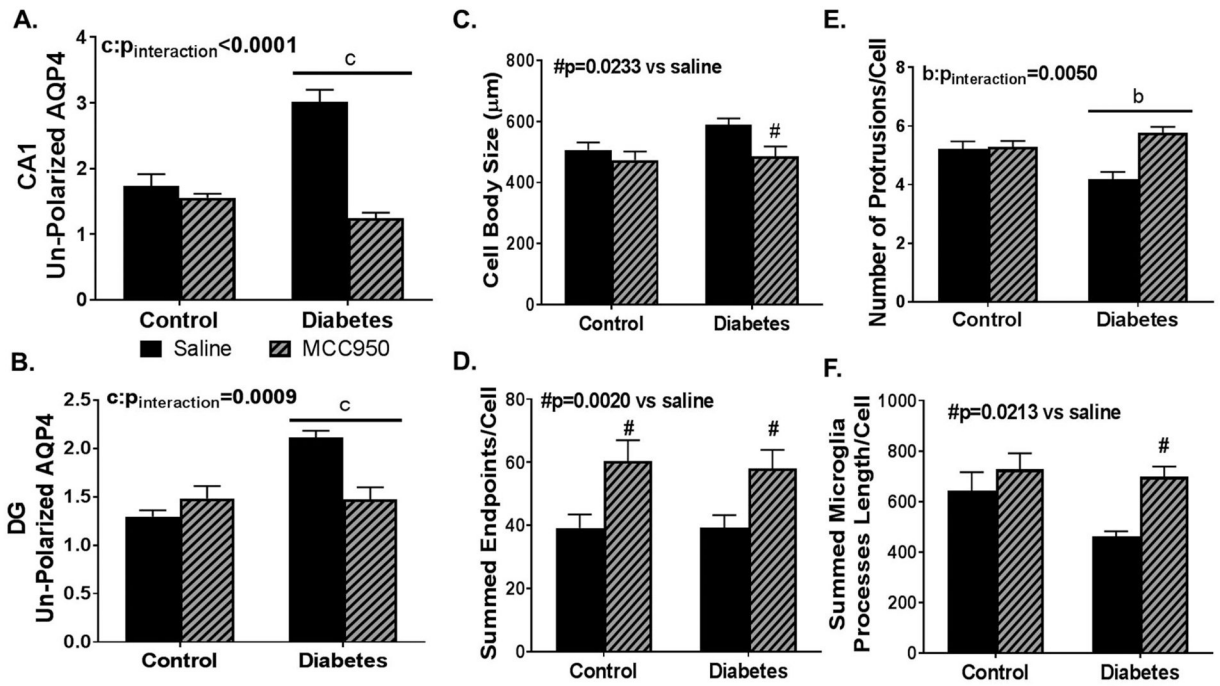 A.
c:pinteraction<0.0001
c
CA1
Un-Polarized AQP4
4
3
2
1
0
Control
Diabetes
Saline
MCC950
B.
c:pinteraction=0.0009
c
DG
Un-Polarized AQP4
2.5
2.0
1.5
1.0
0.5
0.0
Control
Diabetes
C.
#p=0.0233 vs saline
#
Cell Body Size (μm)
800
600
400
200
0
Control
Diabetes
D.
#p=0.0020 vs saline
#
#
Summed Endpoints/Cell
80
60
40
20
0
Control
Diabetes
E.
b:pinteraction=0.0050
b
Number of Protrusions/Cell
8
6
4
2
0
Control
Diabetes
F.
#p=0.0213 vs saline
#
Summed Microglia
Processes Length/Cell
1000
800
600
400
200
0
Control
Diabetes